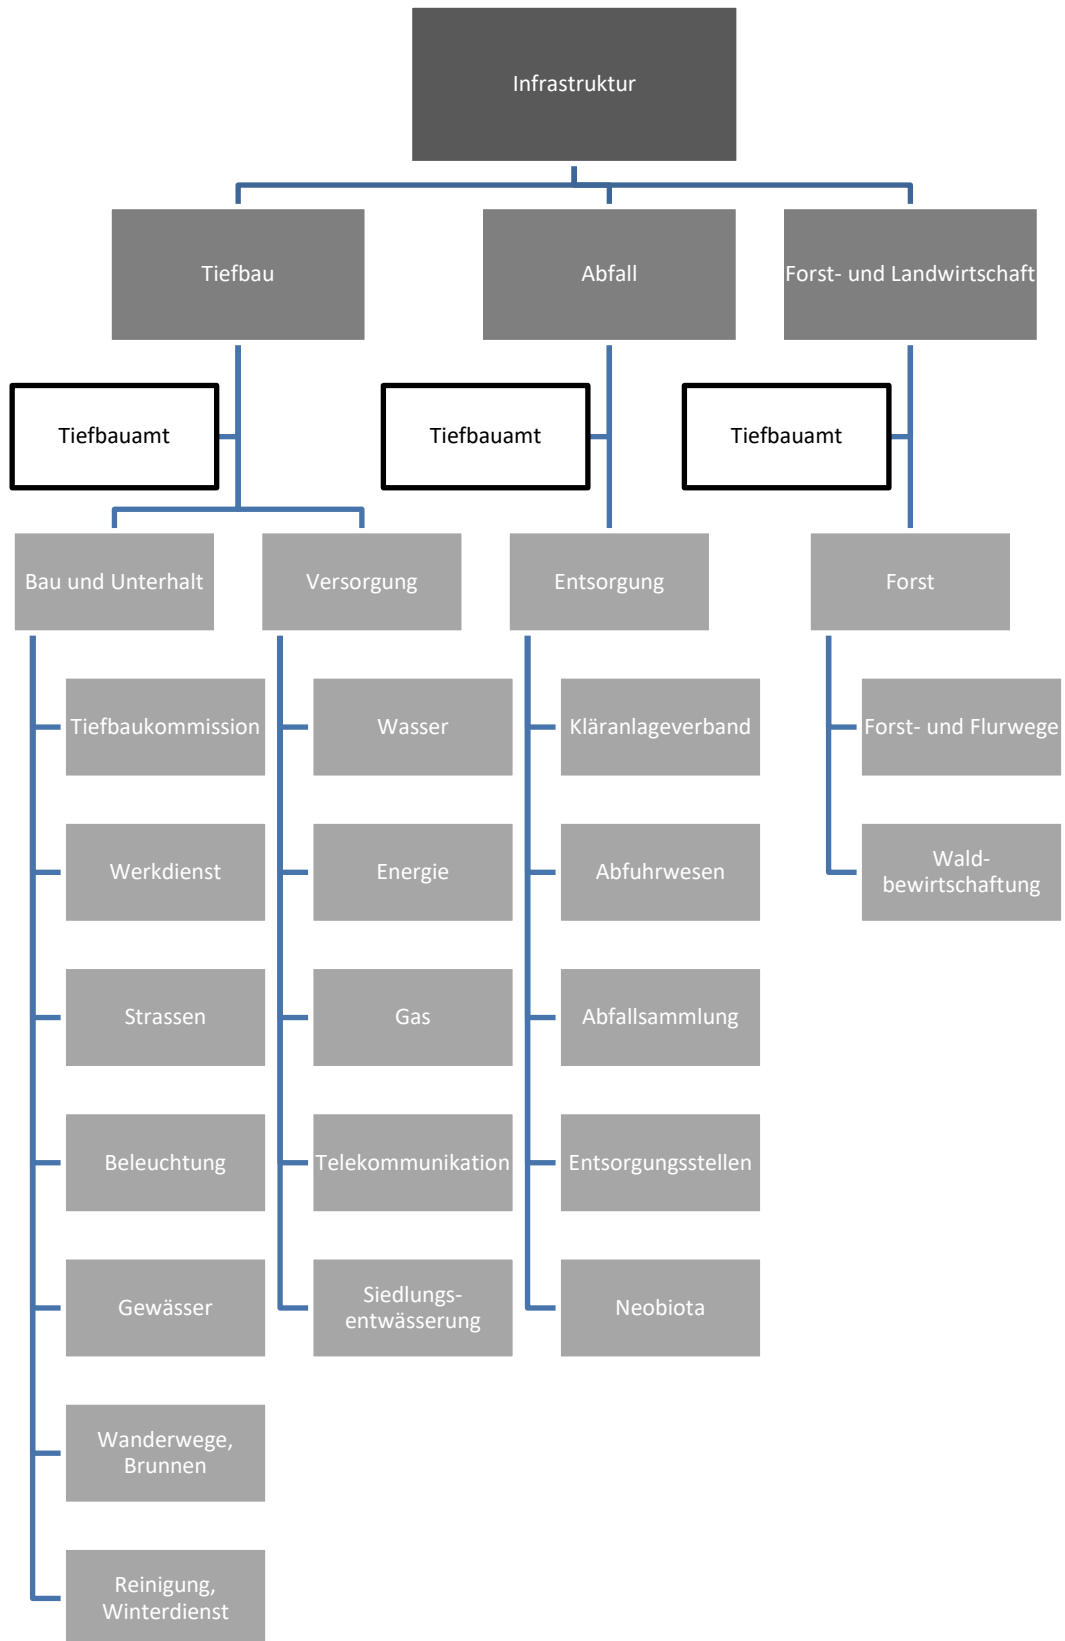 Infrastruktur
Tiefbau
Abfall
Forst- und Landwirtschaft
Tiefbauamt
Tiefbauamt
Tiefbauamt
Bau und Unterhalt
Versorgung
Entsorgung
Forst
Tiefbaukommission
Wasser
Kläranlageverband
Forst- und Flurwege
Werkdienst
Energie
Abfuhrwesen
Wald-
bewirtschaftung
Strassen
Gas
Abfallsammlung
Beleuchtung
Telekommunikation
Entsorgungsstellen
Gewässer
Siedlungs-
entwässerung
Neobiota
Wanderwege,
Brunnen
Reinigung,
Winterdienst